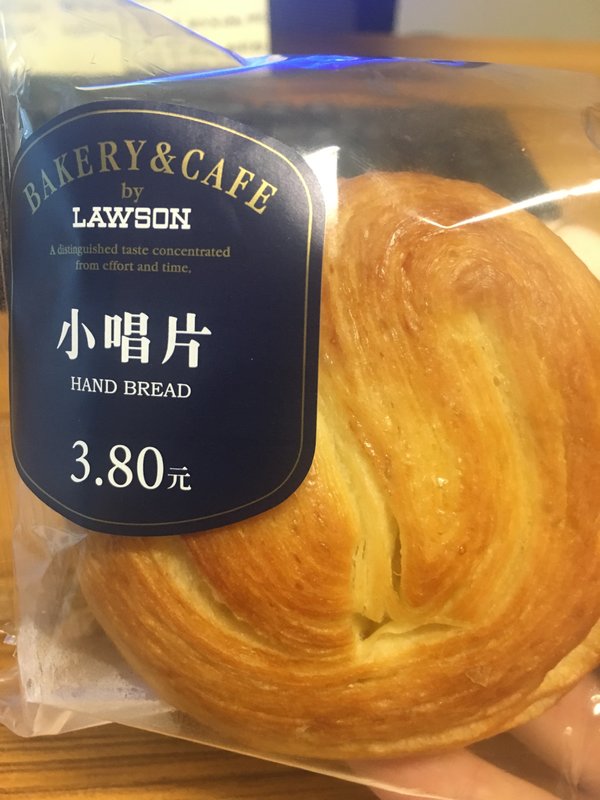 BAKERY&CAFE
by
LAWSON
A distinguished taste concentrated
from effort and time.
小唱片
HAND BREAD
3.80元